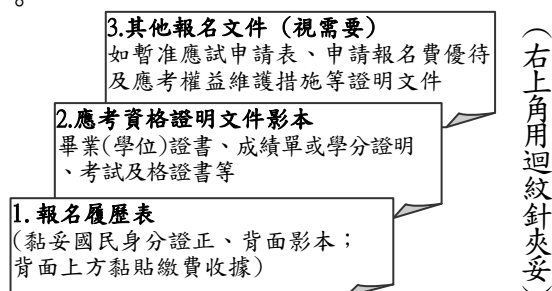 。
3.其他報名文件（視需要）
如暫准應試申請表、申請報名費優待
及應考權益維護措施等證明文件
2.應考資格證明文件影本
畢業(學位)證書、成績單或學分證明
、考試及格證書等
1.報名履歷表
(黏妥國民身分證正、背面影本；
背面上方黏貼繳費收據)
（右上角用迴紋針夾妥）